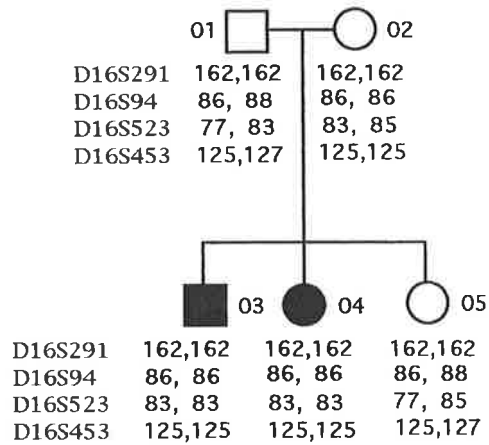 01 02
D16S291 162,162 162,162
D16S94 86, 88 86, 86
D16S523 77, 83 83, 85
D16S453 125,127 125,125
03 04 05
D16S291 162,162 162,162 162,162
D16S94 86, 86 86, 86 86, 88
D16S523 83, 83 83, 83 77, 85
D16S453 125,125 125,125 125,127